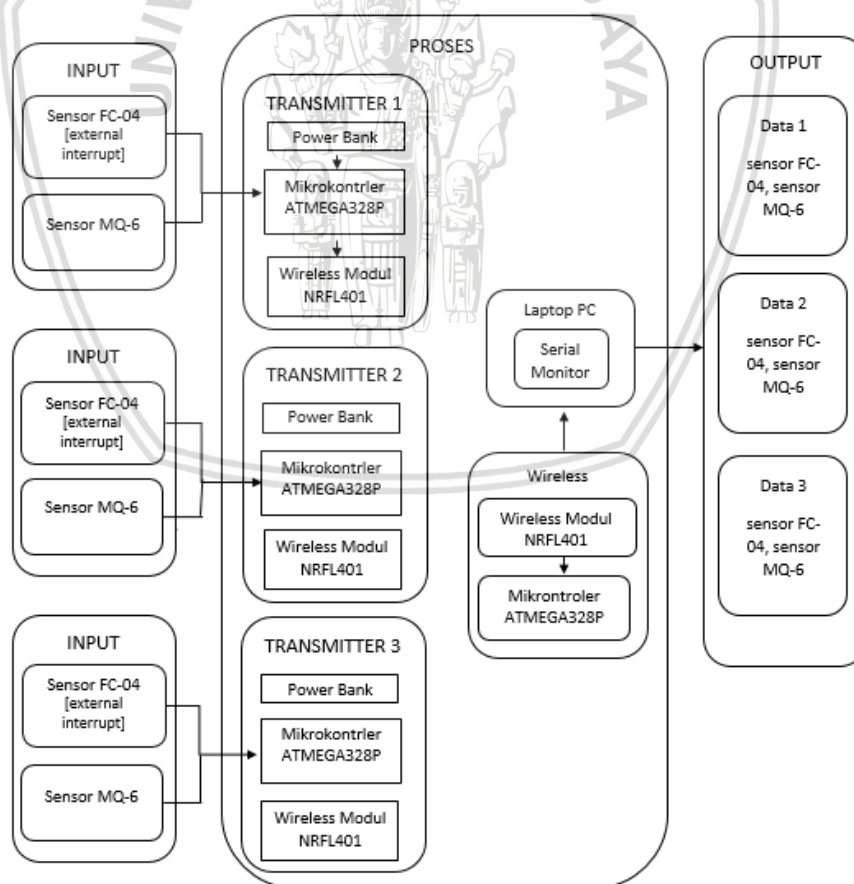 PROSES
INPUT
Sensor FC-04
[external
interrupt]
Sensor MQ-6
TRANSMITTER 1
Power Bank
Mikrokontrler
ATMEGA328P
Wireless Modul
NRFL401
INPUT
Sensor FC-04
[external
interrupt]
Sensor MQ-6
TRANSMITTER 2
Power Bank
Mikrokontrler
ATMEGA328P
Wireless Modul
NRFL401
INPUT
Sensor FC-04
[external
interrupt]
Sensor MQ-6
TRANSMITTER 3
Power Bank
Mikrokontrler
ATMEGA328P
Wireless Modul
NRFL401
Laptop PC
Serial
Monitor
Wireless
Wireless Modul
NRFL401
Mikrontroler
ATMEGA328P
OUTPUT
Data 1
sensor FC-
04, sensor
MQ-6
Data 2
sensor FC-
04, sensor
MQ-6
Data 3
sensor FC-
04, sensor
MQ-6